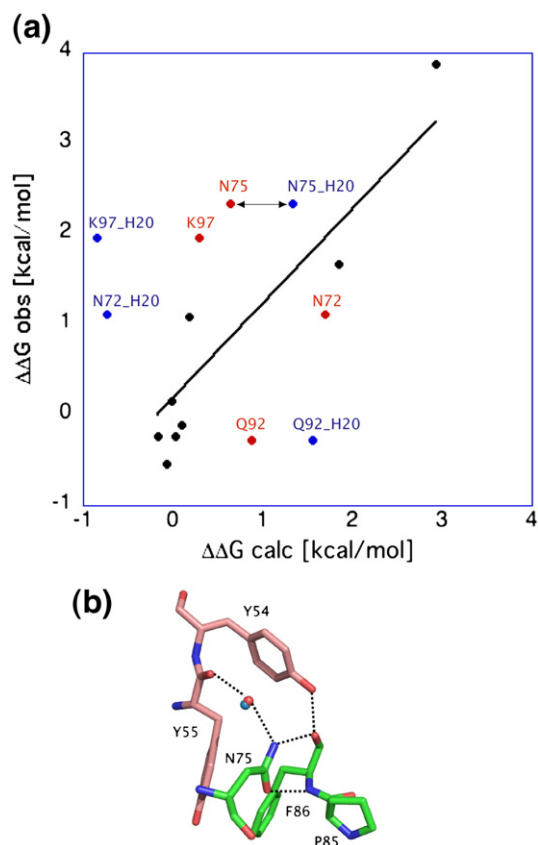 (a)
4
3
2
1
0
-1
-1 0 1 2 3 4
ΔΔG obs [kcal/mol]
ΔΔG calc [kcal/mol]
N75 N75_H20
K97_H20 K97
N72_H20 N72
Q92 Q92_H20
(b)
Y54
Y55
N75
F86
P85